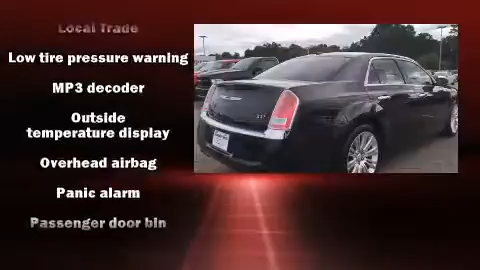 Local Trade
Low tire pressure warning
MP3 decoder
Outside
temperature display
Overhead airbag
Panic alarm
Passenger door bin